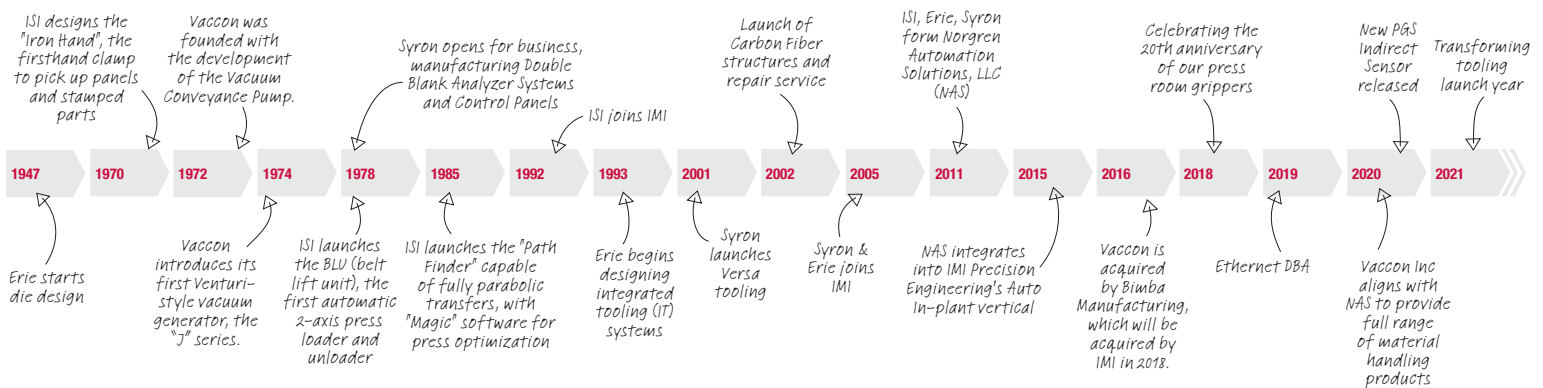 ISI designs the
"Iron Hand", the
firsthand clamp
to pick up panels
and stamped
parts
Vaccon was
founded with
the development
of the Vacuum
Conveyance Pump.
Syron opens for business,
manufacturing Double
Blank Analyzer Systems
and Control Panels
ISI joins IMI
Launch of
Carbon Fiber
structures and
repair service
ISI, Erie, Syron
form Norgren
Automation
Solutions, LLC
(NAS)
Celebrating the
20th anniversary
of our press
room grippers
New PGS
Indirect
Sensor
released
Transforming
tooling
launch year
1947
1970
1972
1974
1978
1985
1992
1993
2001
2002
2005
2011
2015
2016
2018
2019
2020
2021
Erie starts
die design
Vaccon
introduces its
first Venturi-
style vacuum
generator, the
"J" series.
ISI launches
the BLU (belt
lift unit), the
first automatic
2-axis press
loader and
unloader
ISI launches the "Path
Finder" capable
of fully parabolic
transfers, with
"Magic" software for
press optimization
Erie begins
designing
integrated
tooling (IT)
systems
Syron
launches
Versa
tooling
Syron &
Erie joins
IMI
NAS integrates
into IMI Precision
Engineering's Auto
In-plant vertical
Vaccon is
acquired
by Bimba
Manufacturing,
which will be
acquired by
IMI in 2018.
Ethernet DBA
Vaccon Inc
aligns with
NAS to provide
full range
of material
handling
products